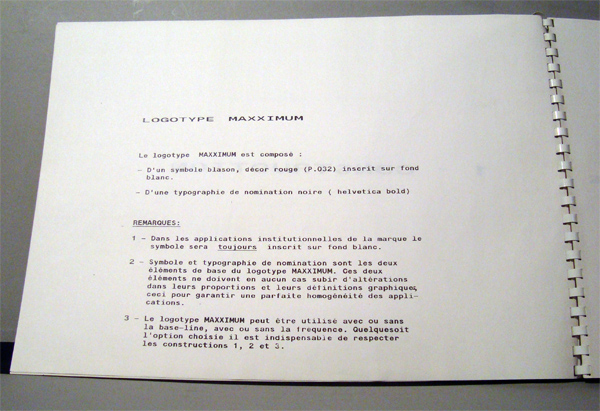 LOGOTYPE MAXXIMUM
Le logotype MAXXIMUM est composé :
- D'un symbole blason, décor rouge (P.032) inscrit sur fond
blanc.
- D'une typographie de nomination noire ( helvetica bold)
REMARQUES:
1 - Dans les applications institutionnelles de la marque le
symbole sera toujours inscrit sur fond blanc.
2 - Symbole et typographie de nomination sont les deux
éléments de base du logotype MAXXIMUM. Ces deux
éléments ne doivent en aucun cas subir d'altérations
dans leurs proportions et leurs définitions graphiques,
ceci pour garantir une parfaite homogénéité des appli-
cations.
3 - Le logotype MAXXIMUM peut être utilisé avec ou sans
la base-line, avec ou sans la fréquence. Quelquesoit
l'option choisie il est indispensable de respecter
les constructions 1, 2 et 3.